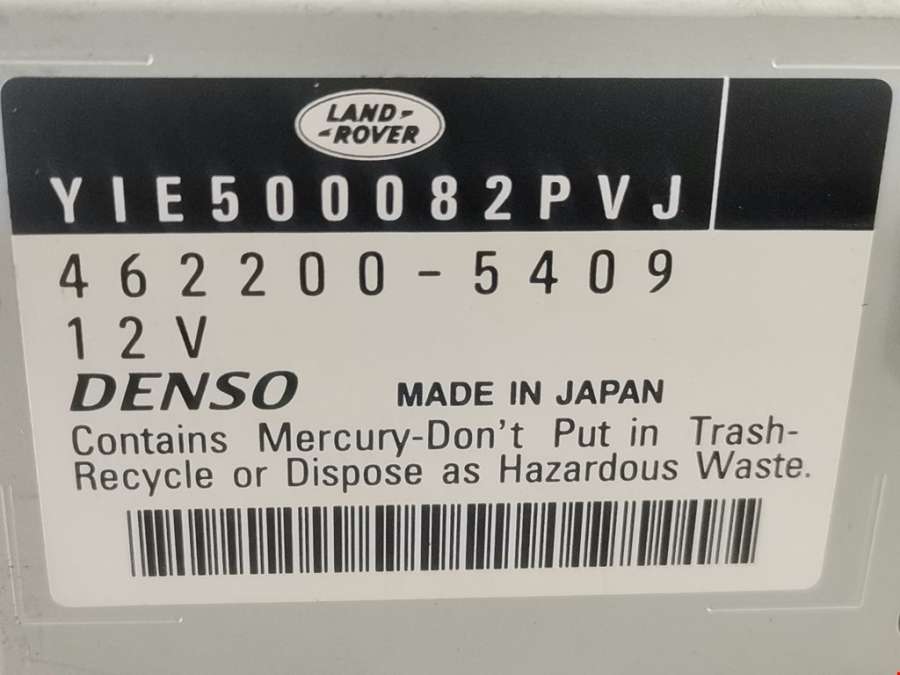 LAND-
-ROVER
YIE500082PVJ
462200-5409
12V
DENSO MADE IN JAPAN
Contains Mercury-Don't Put in Trash-
Recycle or Dispose as Hazardous Waste.